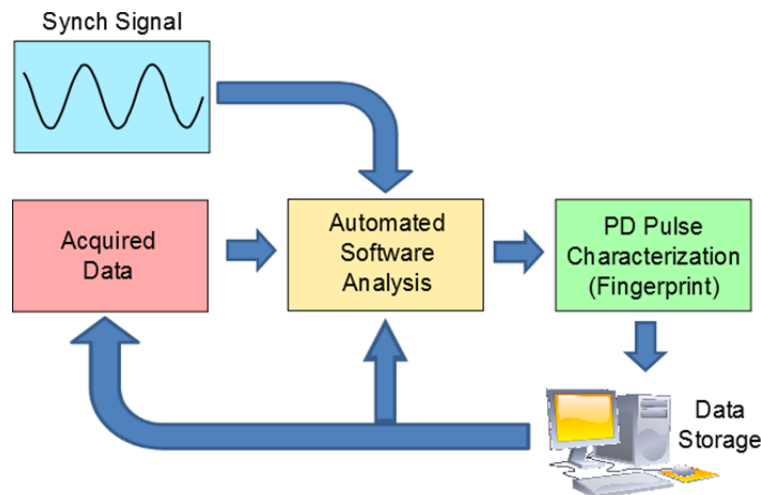 Synch Signal
Acquired
Data
Automated
Software
Analysis
PD Pulse
Characterization
(Fingerprint)
Data
Storage